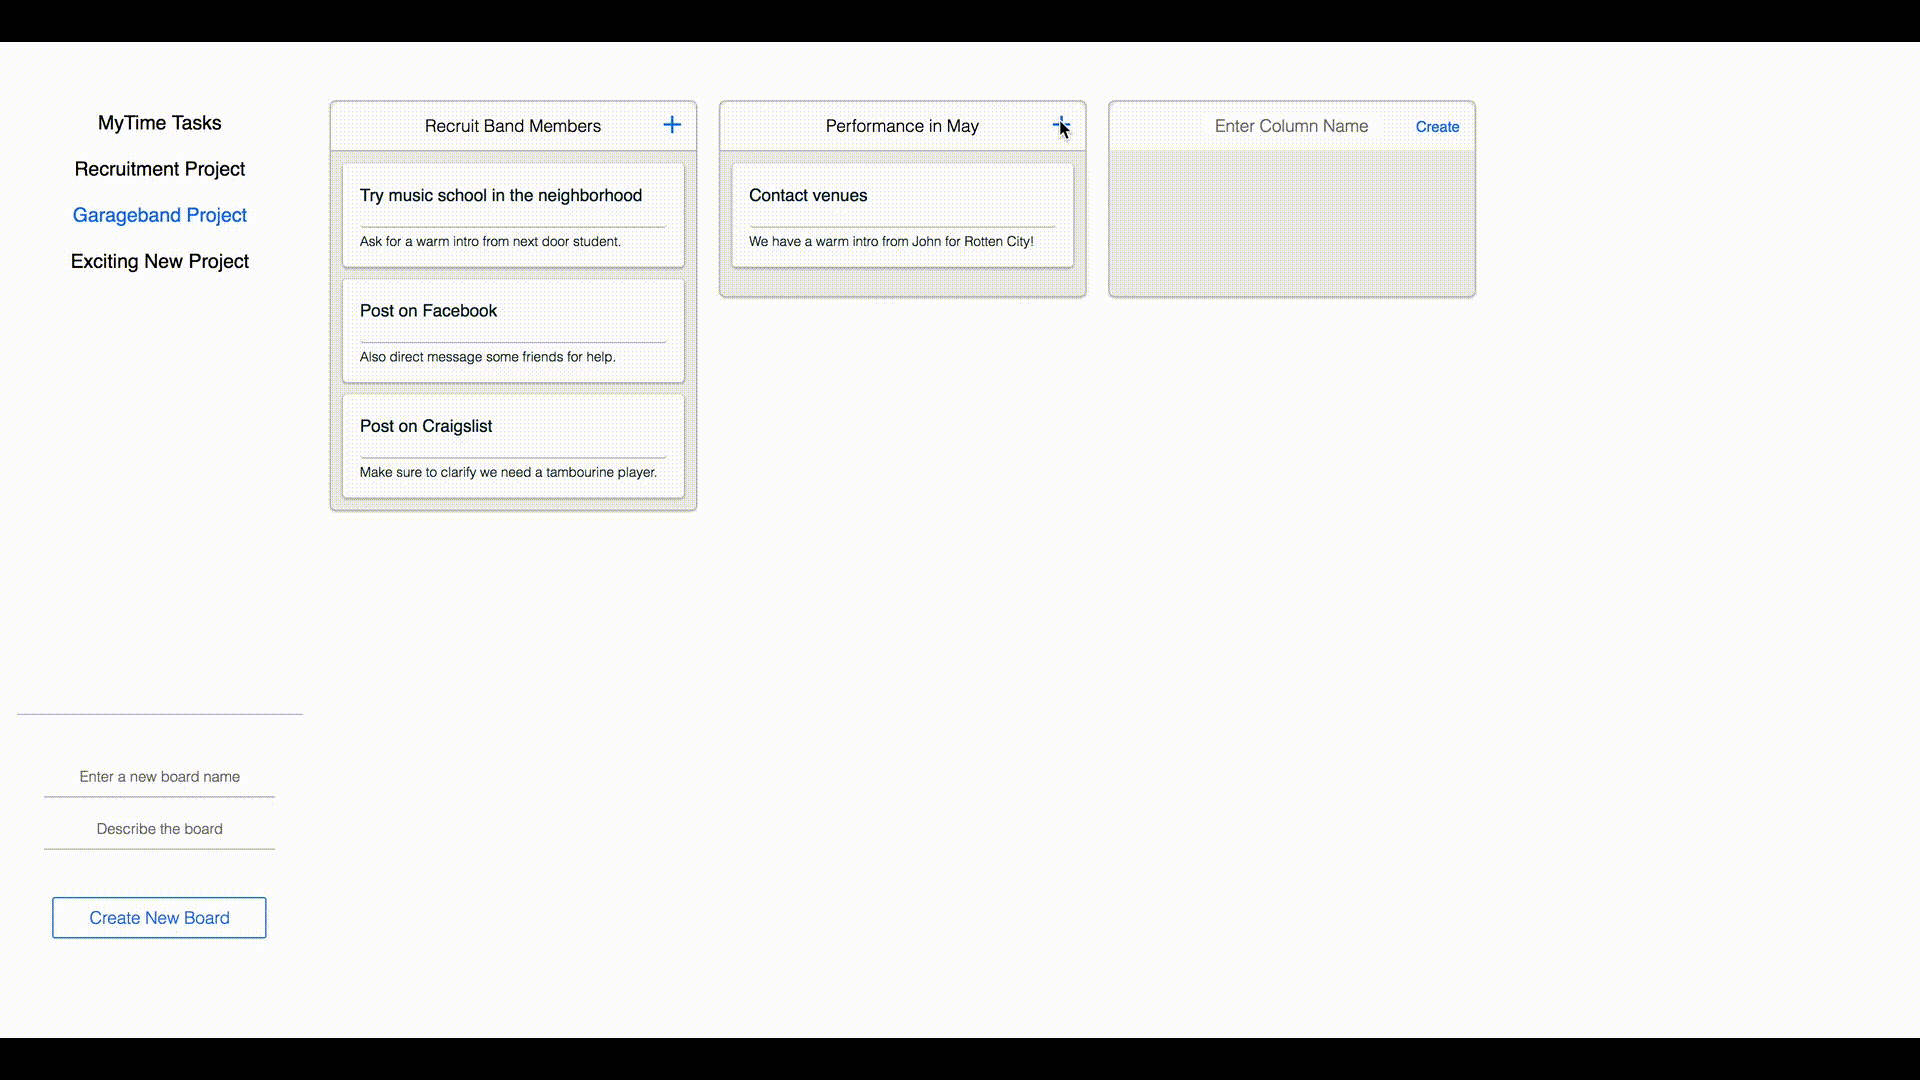 MyTime Tasks
Recruitment Project
Garageband Project
Exciting New Project
Enter a new board name
Describe the board
Create New Board
Recruit Band Members
Try music school in the neighborhood
Ask for a warm intro from next door student.
Post on Facebook
Also direct message some friends for help.
Post on Craigslist
Make sure to clarify we need a tambourine player.
Performance in May
Contact venues
We have a warm intro from John for Rotten City!
Enter Column Name
Create